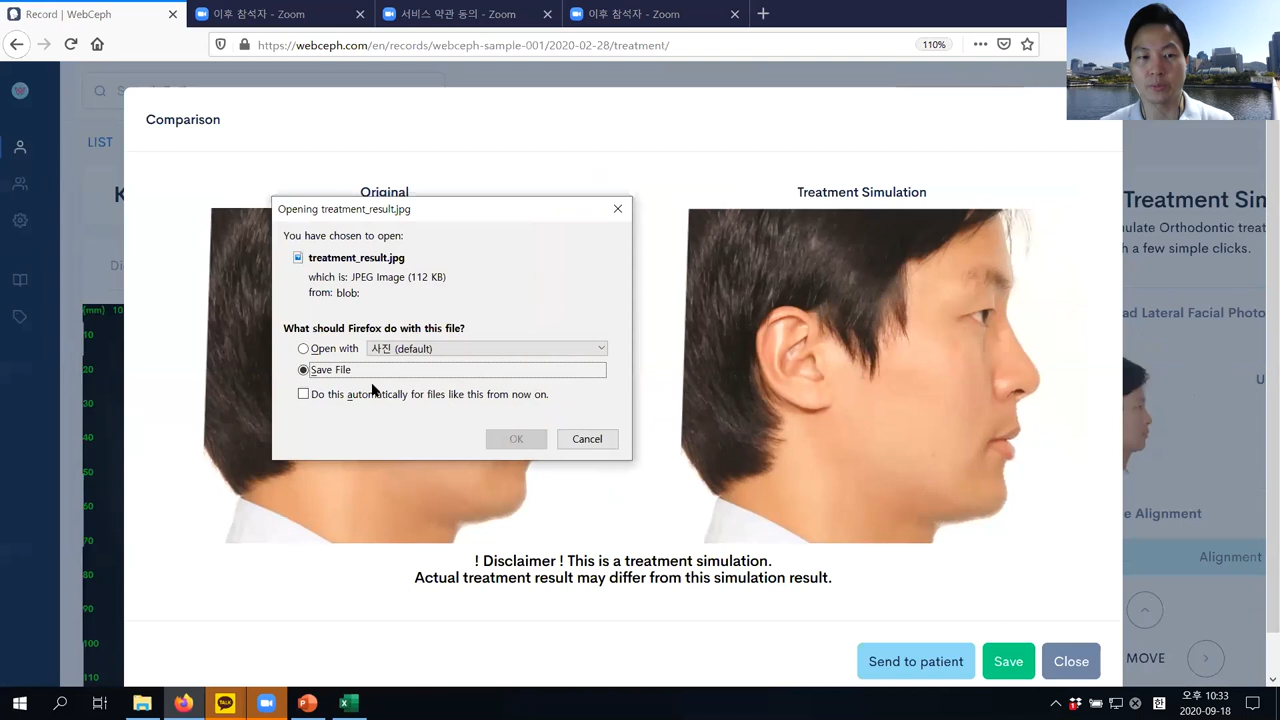 Record | WebCeph
이후 참석자 - Zoom
서비스 약관 동의 - Zoom
이후 참석자 - Zoom
https://webceph.com/en/records/webceph-sample-001/2020-02-28/treatment/
110%
Comparison
LIST
Original
Treatment Simulation
Opening treatment_result.jpg
You have chosen to open:
treatment_result.jpg
which is: JPEG Image (112 KB)
from: blob:
What should Firefox do with this file?
Open with
사진 (default)
Save File
Do this automatically for files like this from now on.
OK
Cancel
! Disclaimer ! This is a treatment simulation.
Actual treatment result may differ from this simulation result.
Send to patient
Save
Close
Treatment Sim
ulate Orthodontic treat
h a few simple clicks.
ad Lateral Facial Photo
e Alignment
Alignment
MOVE
(mm) 10
10
20
30
40
50
60
70
80
90
100
110
TALK
한
오후 10:33
2020-09-18